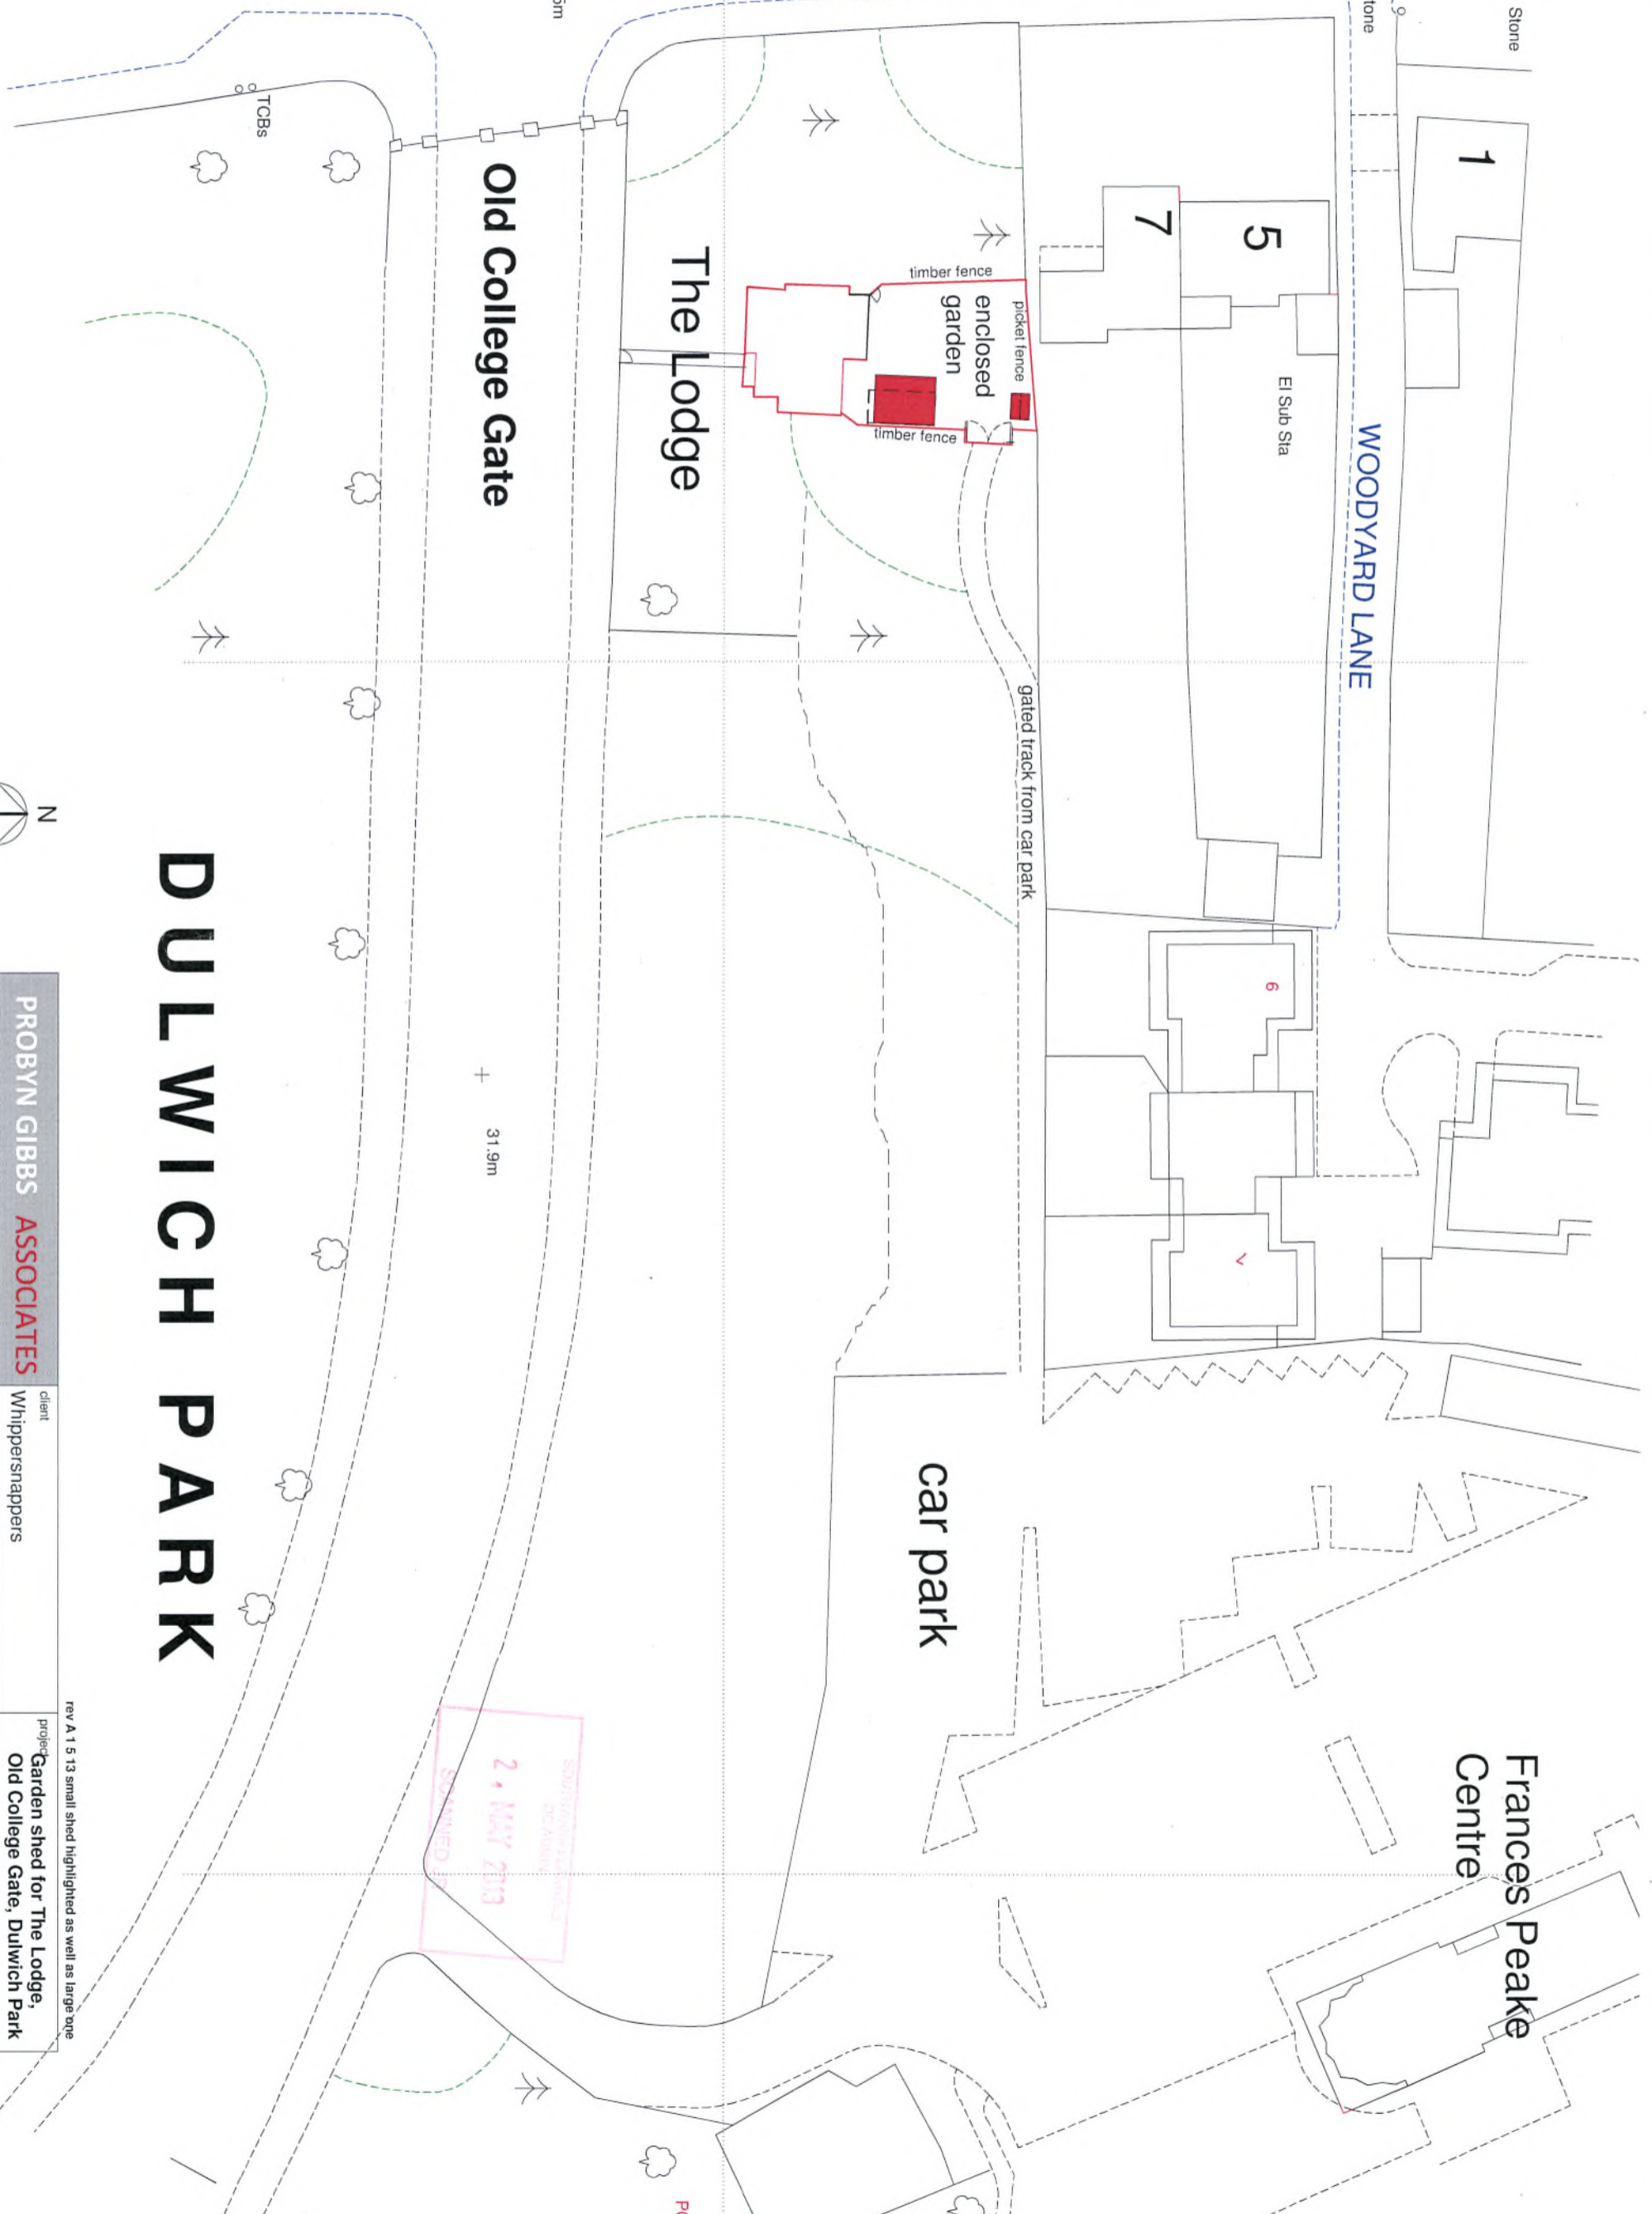 Stone
tone
1
WOODYARD LANE
5
7
El Sub Sta
timber fence
picket fence
enclosed
garden
timber fence
The Lodge
Old College Gate
TCBs
5m
gated track from car park
6
31.9m
car park
Frances Peake
Centre
DULWICH PARK
N
2 MAY 2013
SCANNED
rev A 1 5 13 small shed highlighted as well as large one
PROBYN GIBBS ASSOCIATES
client
Whippersnappers
project
Garden shed for The Lodge,
Old College Gate, Dulwich Park